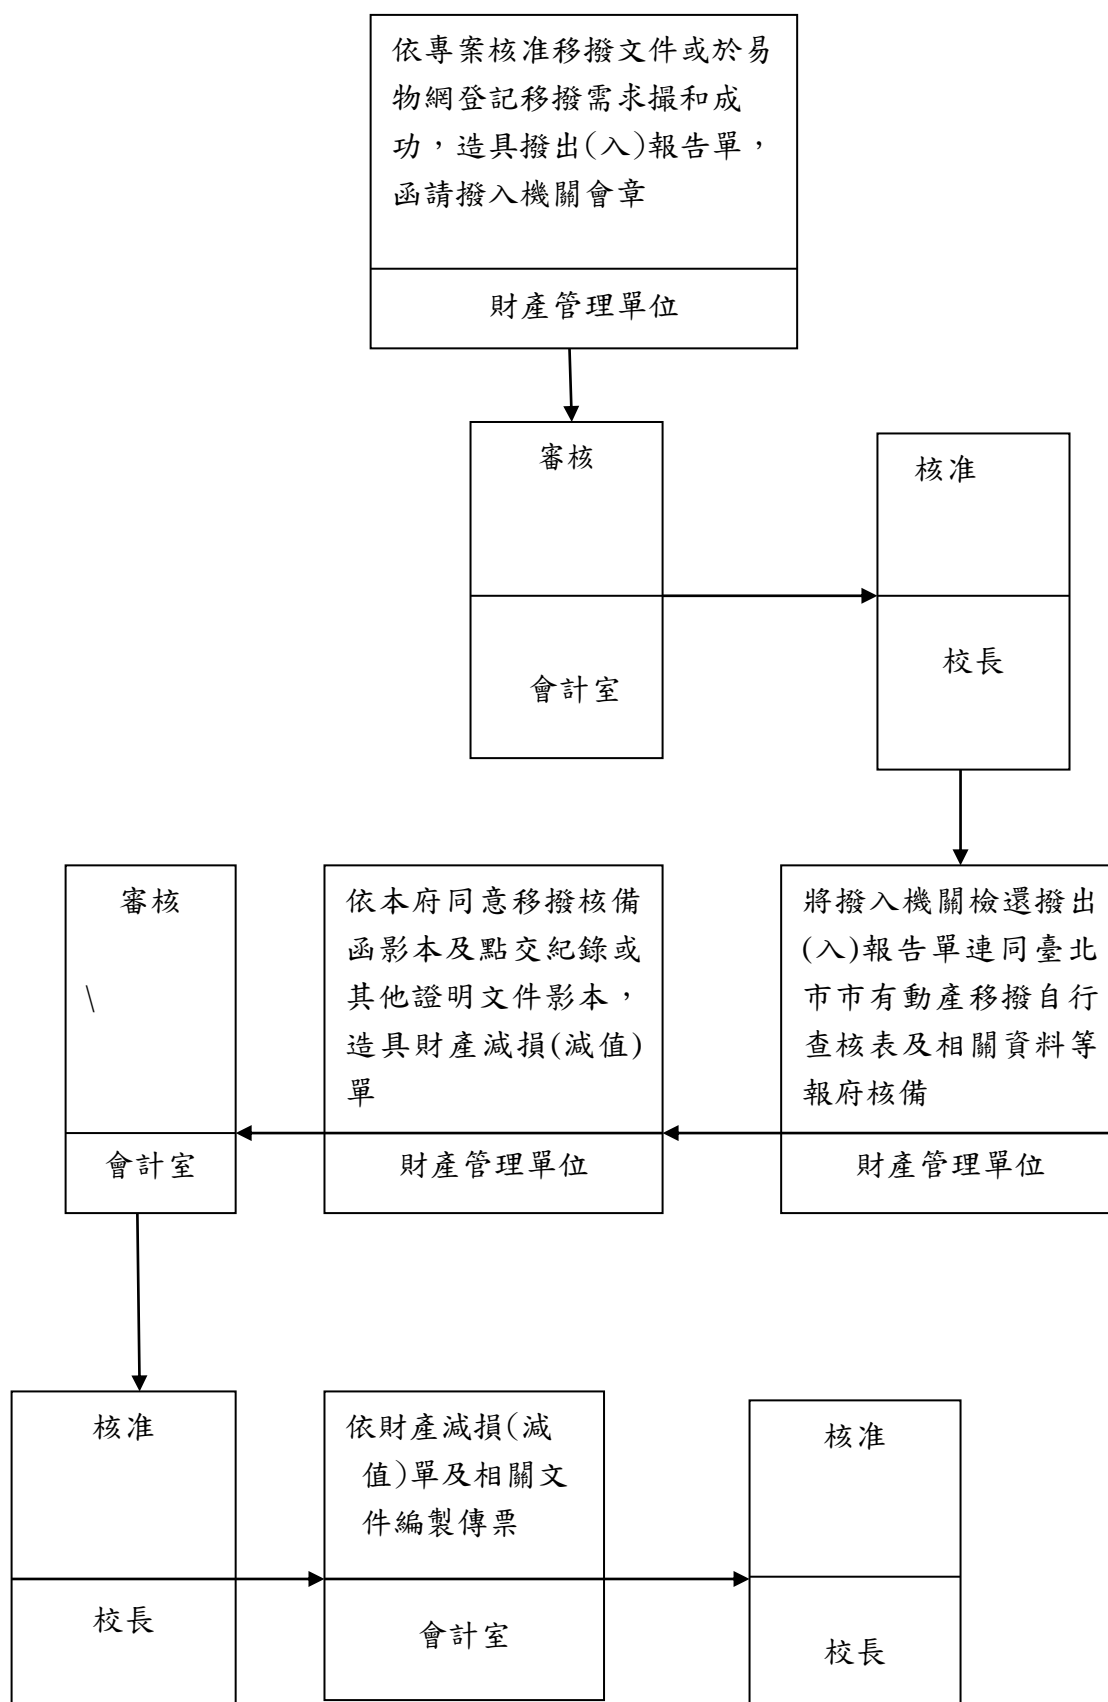 依專案核准移撥文件或於易
物網登記移撥需求撮和成
功，造具撥出(入)報告單，
函請撥入機關會章
財產管理單位
審核
會計室
核准
校長
將撥入機關檢還撥出
(入)報告單連同臺北
市市有動產移撥自行
查核表及相關資料等
報府核備
財產管理單位
依本府同意移撥核備
函影本及點交紀錄或
其他證明文件影本，
造具財產減損(減值)
單
財產管理單位
審核
\
會計室
核准
校長
依財產減損(減
值)單及相關文
件編製傳票
會計室
核准
校長